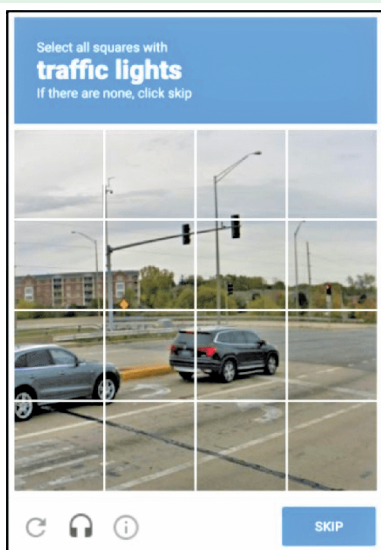 Select all squares with
traffic lights
If there are none, click skip
SKIP